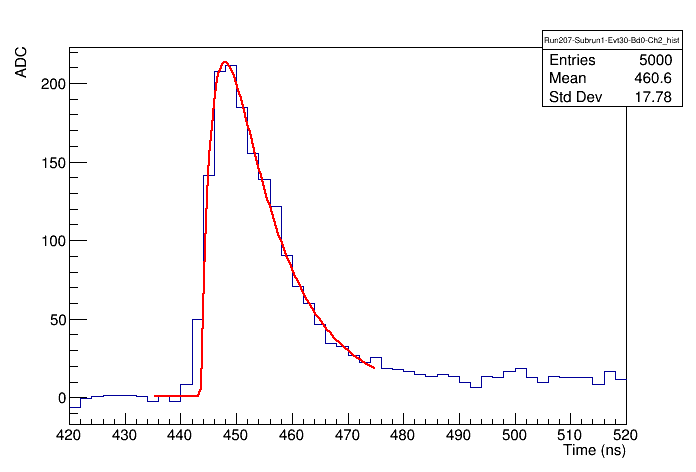 Run207-Subrun1-Evt30-Bd0-Ch2_hist
Entries 5000
Mean 460.6
Std Dev 17.78
ADC
200
150
100
50
0
420 430 440 450 460 470 480 490 500 510 520
Time (ns)